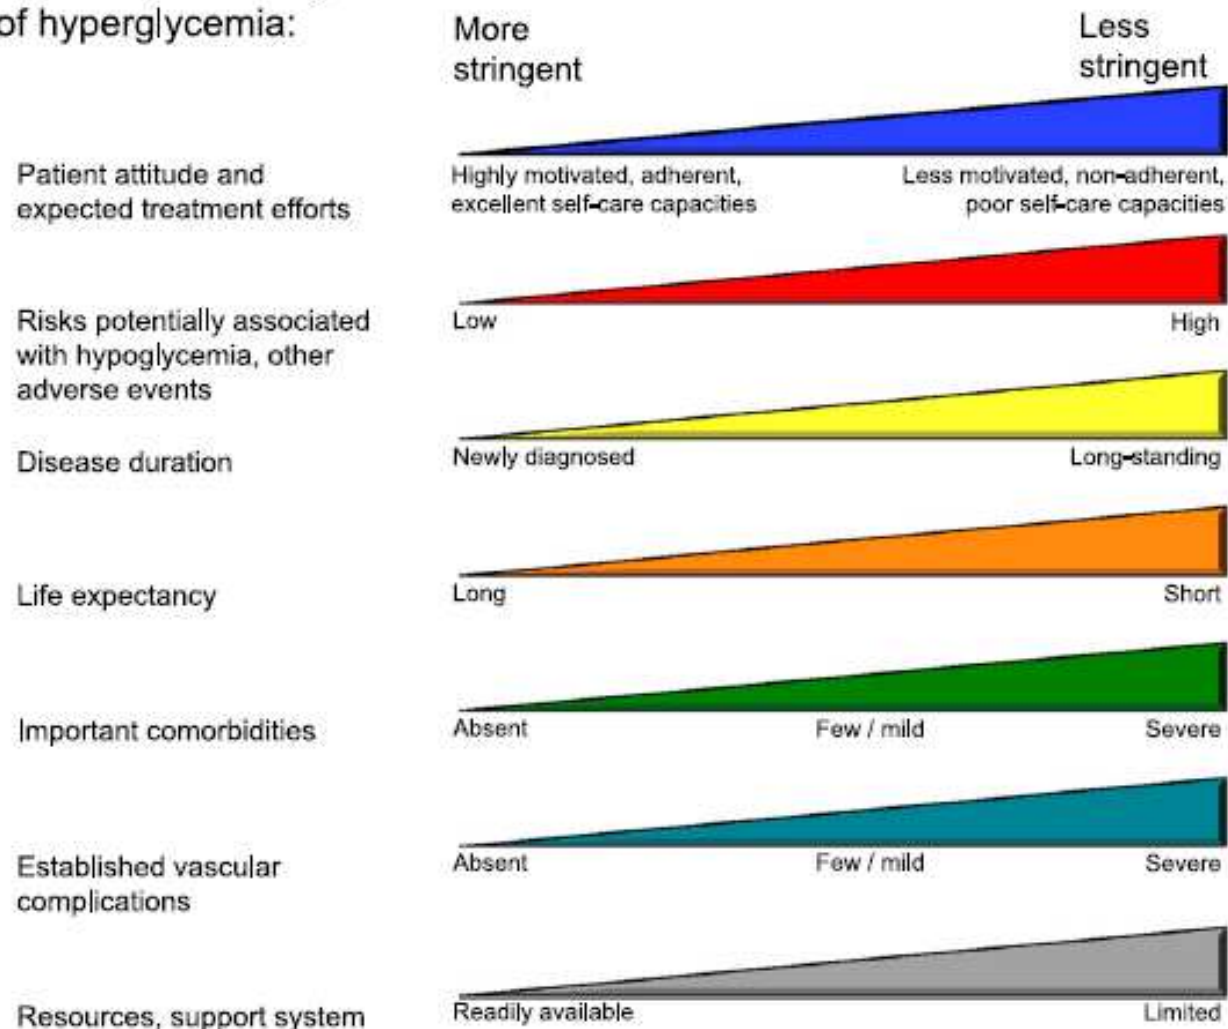 of hyperglycemia:
More
stringent
Less
stringent
Patient attitude and
expected treatment efforts
Highly motivated, adherent,
excellent self-care capacities
Less motivated, non-adherent,
poor self-care capacities
Risks potentially associated
with hypoglycemia, other
adverse events
Low
High
Disease duration
Newly diagnosed
Long-standing
Life expectancy
Long
Short
Important comorbidities
Absent
Few / mild
Severe
Established vascular
complications
Absent
Few / mild
Severe
Resources, support system
Readily available
Limited